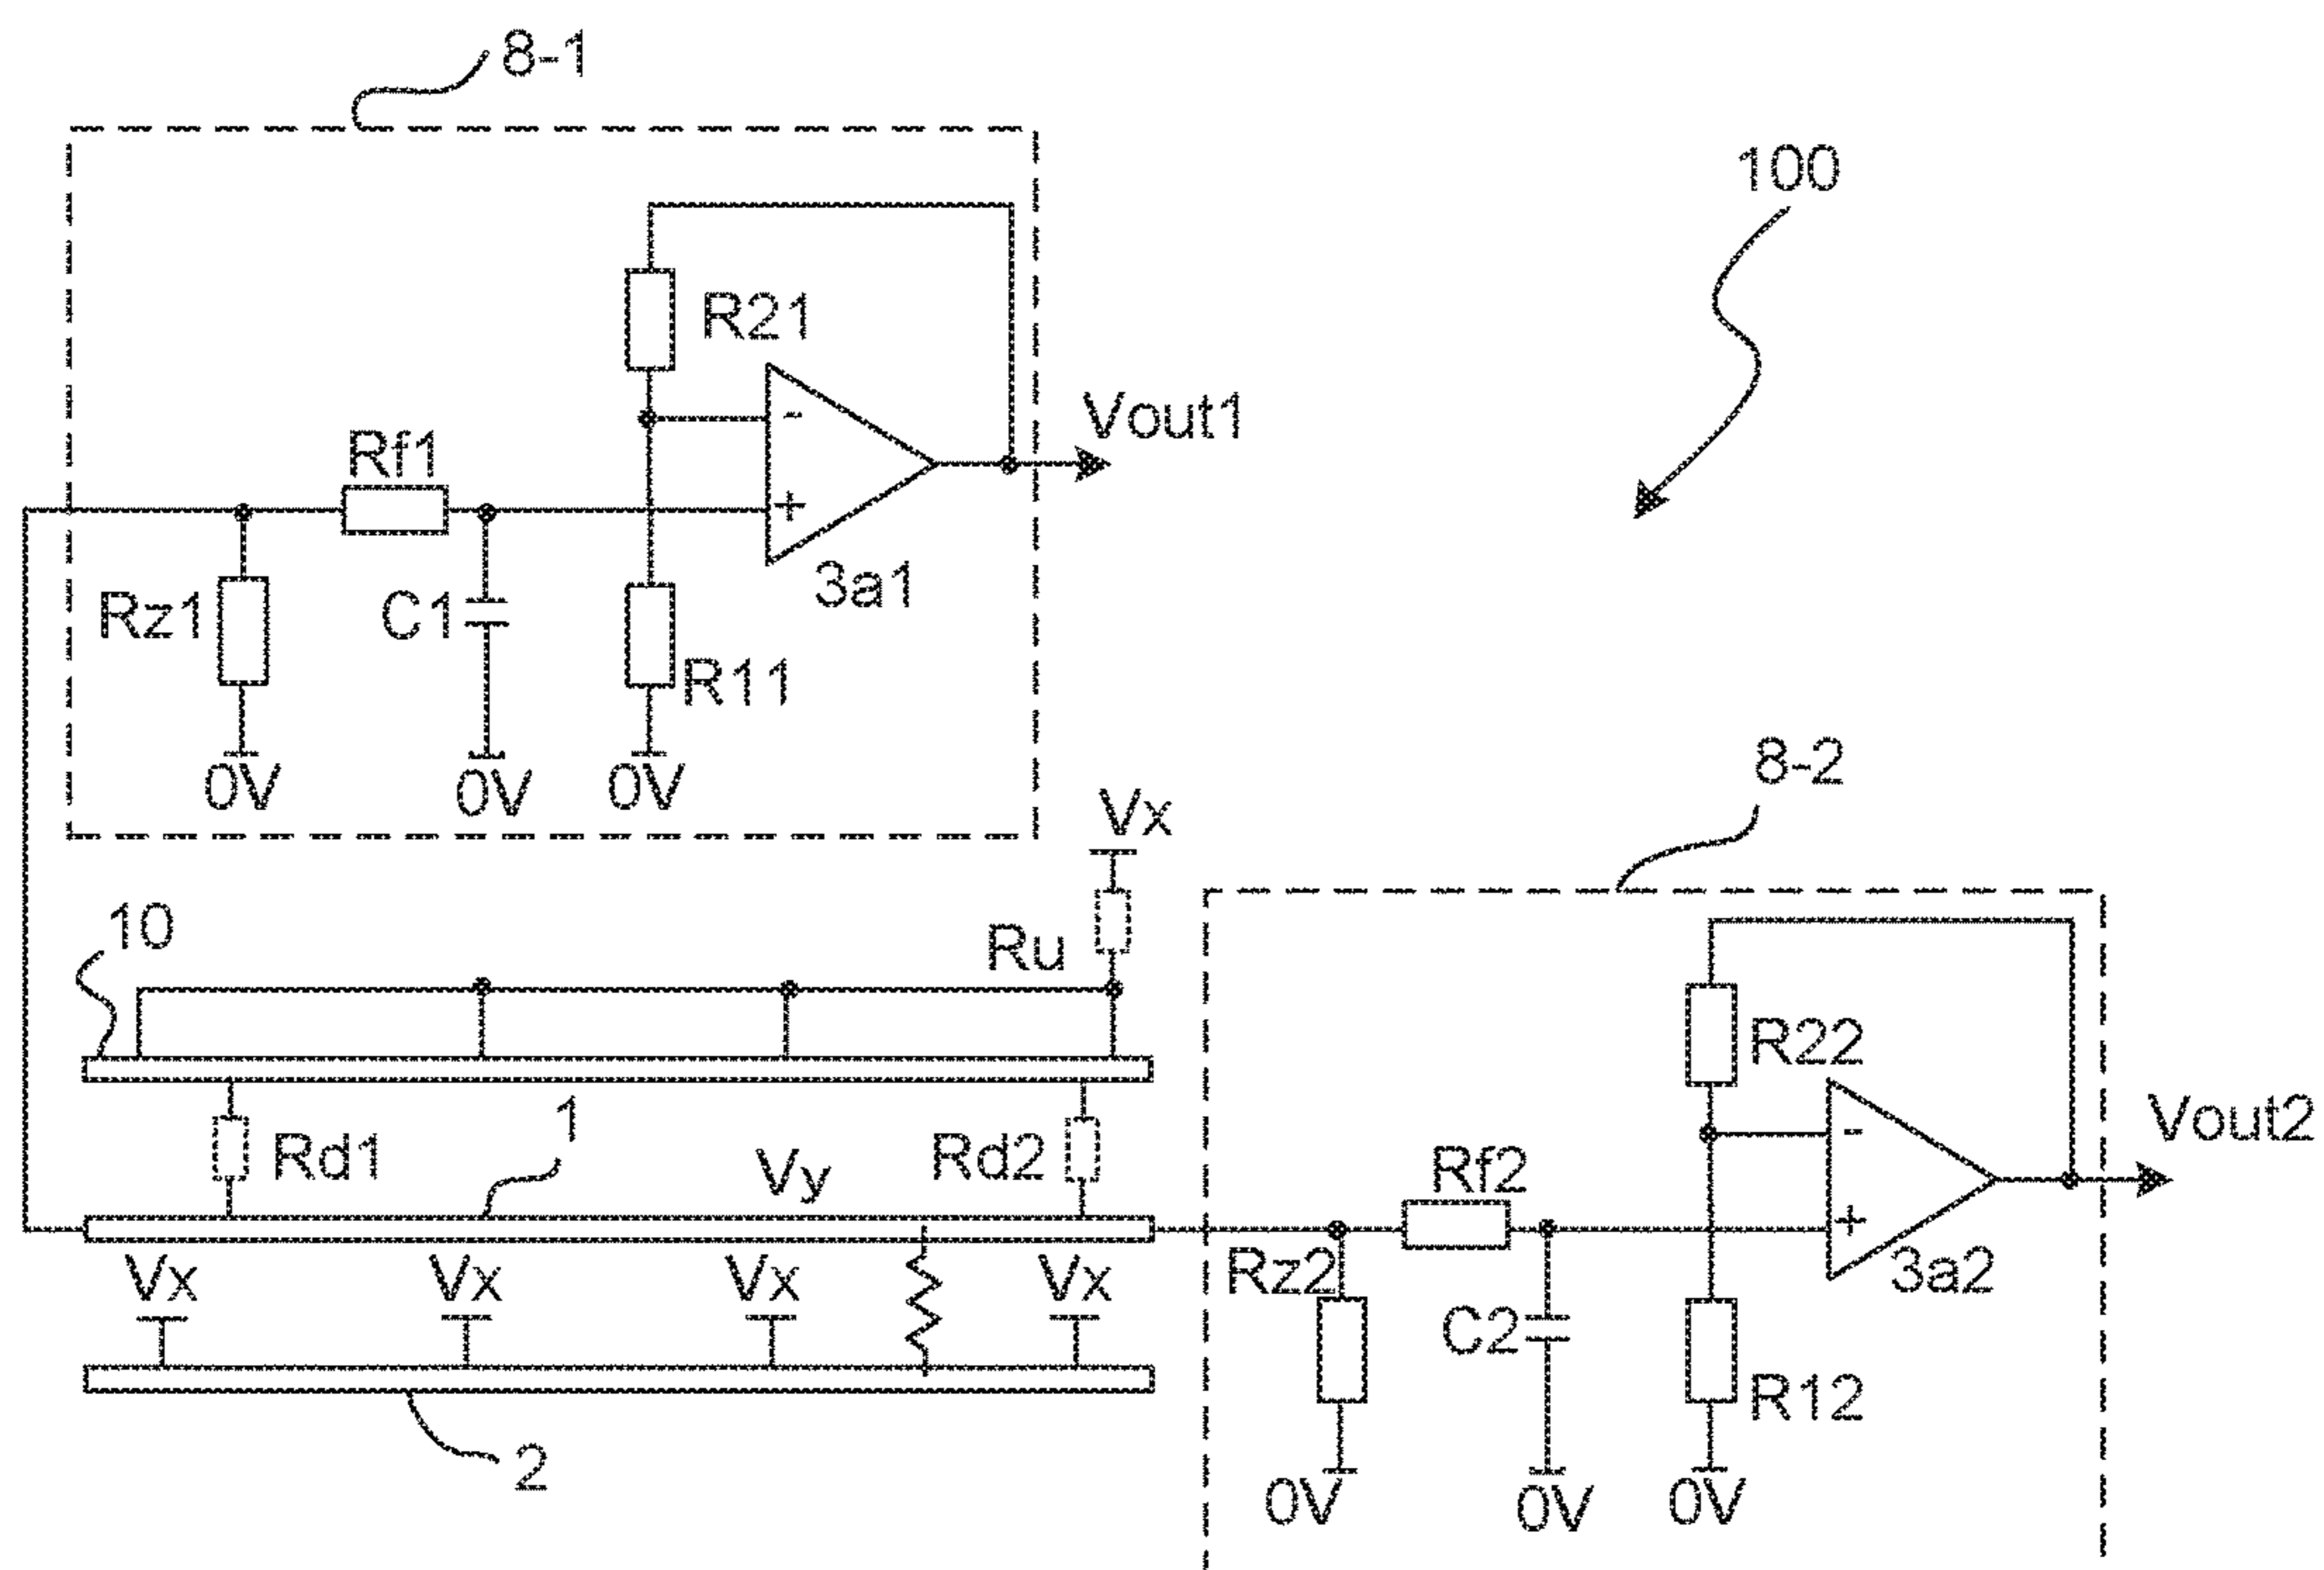 8-1
100
R21
Vout1
Rf1
-
+
3a1
Rz1
C1
R11
0V
0V
0V
8-2
Vx
10
Ru
R22
1
Rd1
Vy
Rd2
Vout2
Rf2
-
+
3a2
Vx
Vx
Vx
Vx
Rz2
C2
R12
2
0V
0V
0V